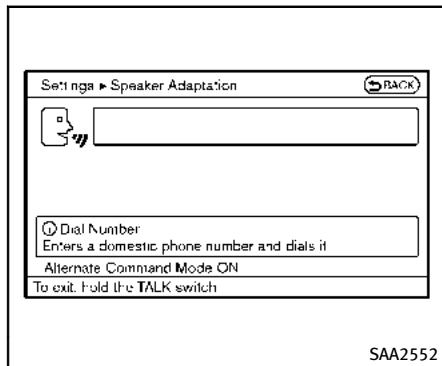 Settings ▶ Speaker Adaptation
BACK
ⓘ Dial Number
Enters a domestic phone number and dials it
Alternate Command Mode ON
To exit, hold the TALK switch
SAA2552